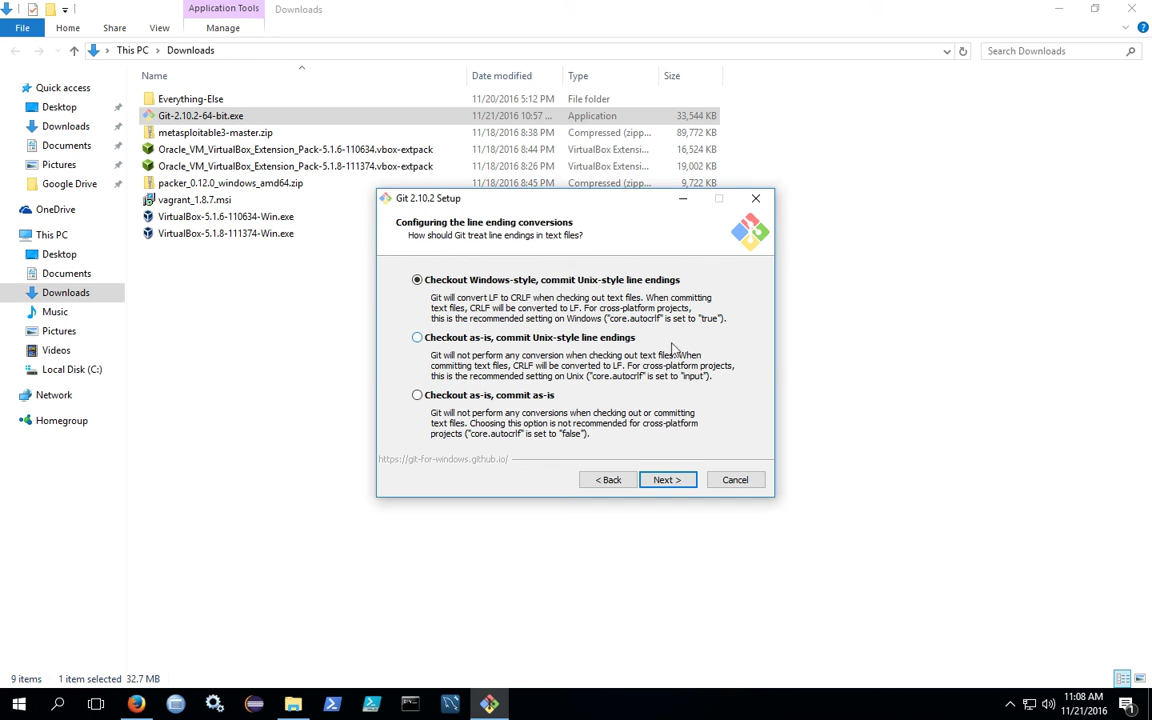 Application Tools
Downloads
File
Home
Share
View
Manage
This PC
Downloads
Search Downloads
Name
Date modified
Type
Size
Quick access
Desktop
Downloads
Documents
Pictures
Google Drive
OneDrive
This PC
Desktop
Documents
Downloads
Music
Pictures
Videos
Local Disk (C:)
Network
Homegroup
Everything-Else 11/20/2016 5:12 PM File folder
Git-2.10.2-64-bit.exe 11/21/2016 10:57 ... Application 33,544 KB
metasploitable3-master.zip 11/18/2016 8:38 PM Compressed (zipp... 89,772 KB
Oracle_VM_VirtualBox_Extension_Pack-5.1.6-110634.vbox-extpack 11/18/2016 8:44 PM VirtualBox Extensi... 16,524 KB
Oracle_VM_VirtualBox_Extension_Pack-5.1.8-111374.vbox-extpack 11/18/2016 8:26 PM VirtualBox Extensi... 19,002 KB
packer_0.12.0_windows_amd64.zip 11/18/2016 8:45 PM Compressed (zipp... 9,722 KB
vagrant_1.8.7.msi
VirtualBox-5.1.6-110634-Win.exe
VirtualBox-5.1.8-111374-Win.exe
Git 2.10.2 Setup
Configuring the line ending conversions
How should Git treat line endings in text files?
Checkout Windows-style, commit Unix-style line endings
Git will convert LF to CRLF when checking out text files. When committing
text files, CRLF will be converted to LF. For cross-platform projects,
this is the recommended setting on Windows ("core.autocrlf" is set to "true").
Checkout as-is, commit Unix-style line endings
Git will not perform any conversion when checking out text files. When
committing text files, CRLF will be converted to LF. For cross-platform projects,
this is the recommended setting on Unix ("core.autocrlf" is set to "input").
Checkout as-is, commit as-is
Git will not perform any conversions when checking out or committing
text files. Choosing this option is not recommended for cross-platform
projects ("core.autocrlf" is set to "false").
https://git-for-windows.github.io/
< Back
Next >
Cancel
9 items 1 item selected 32.7 MB
11:08 AM
11/21/2016
1